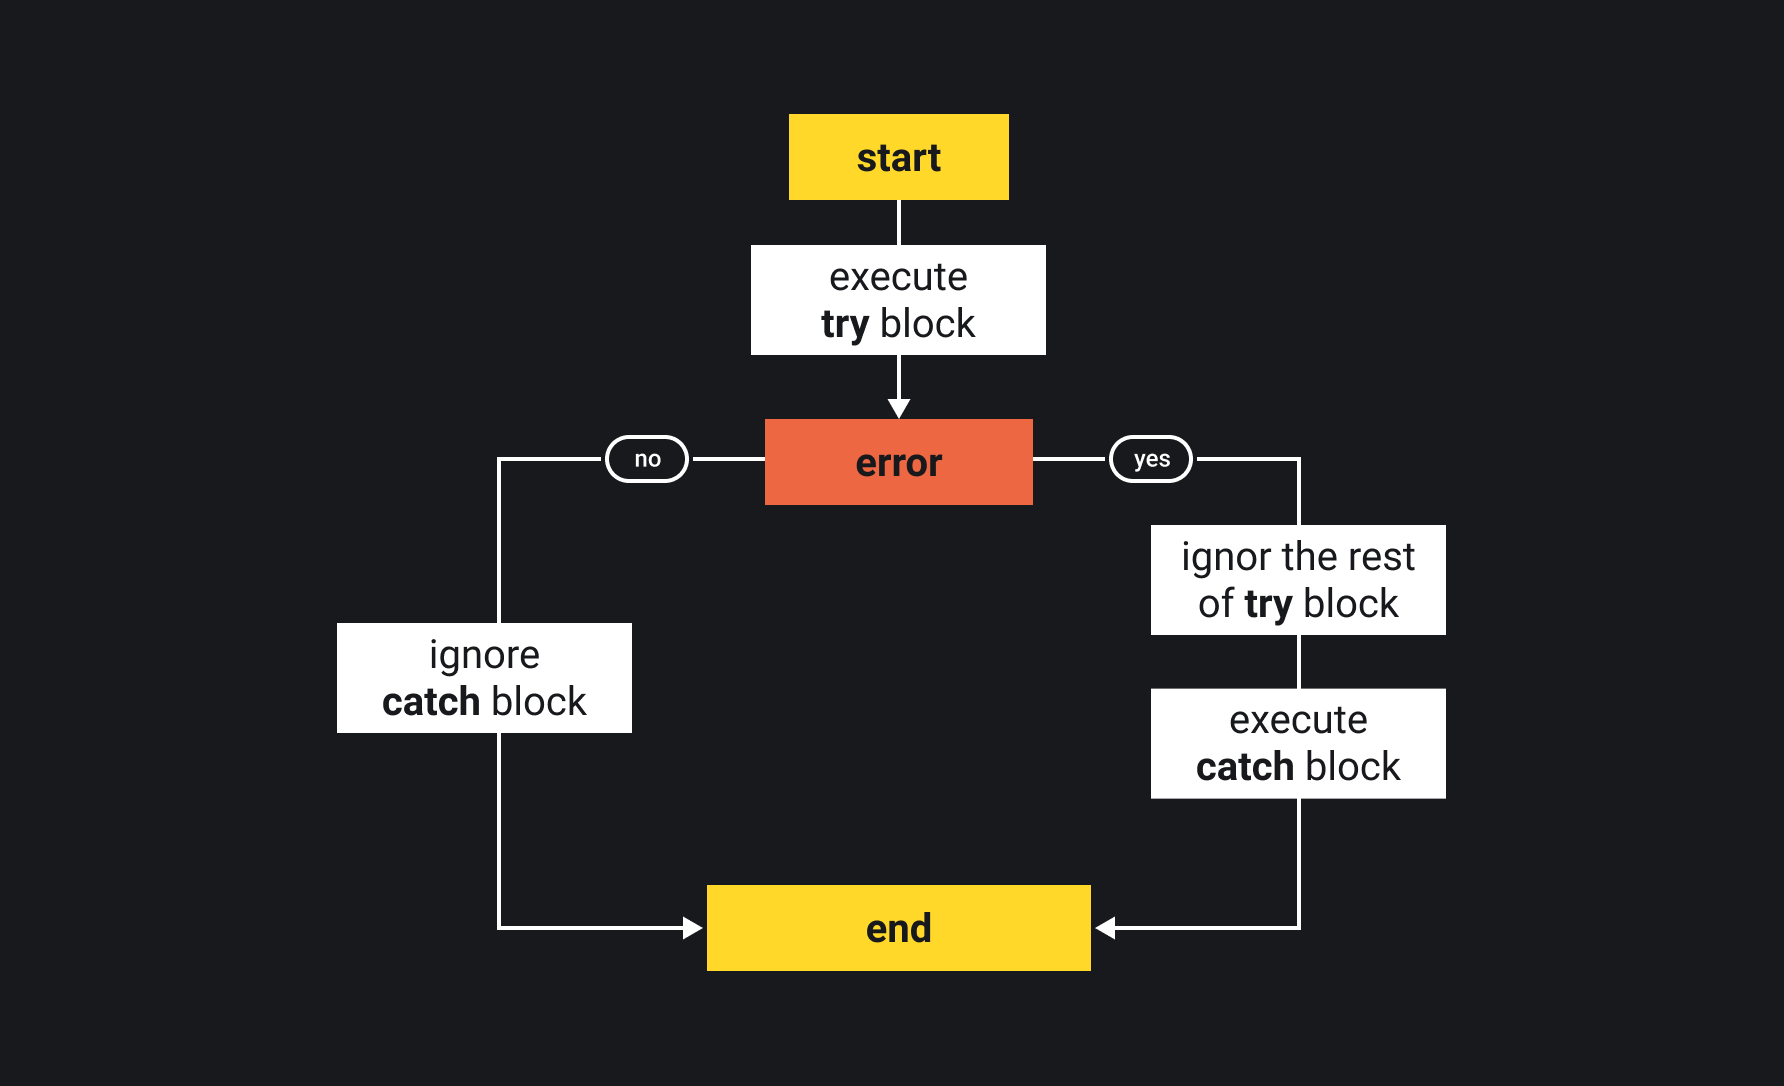 start
execute
try block
error
no
yes
ignor the rest
of try block
ignore
catch block
execute
catch block
end